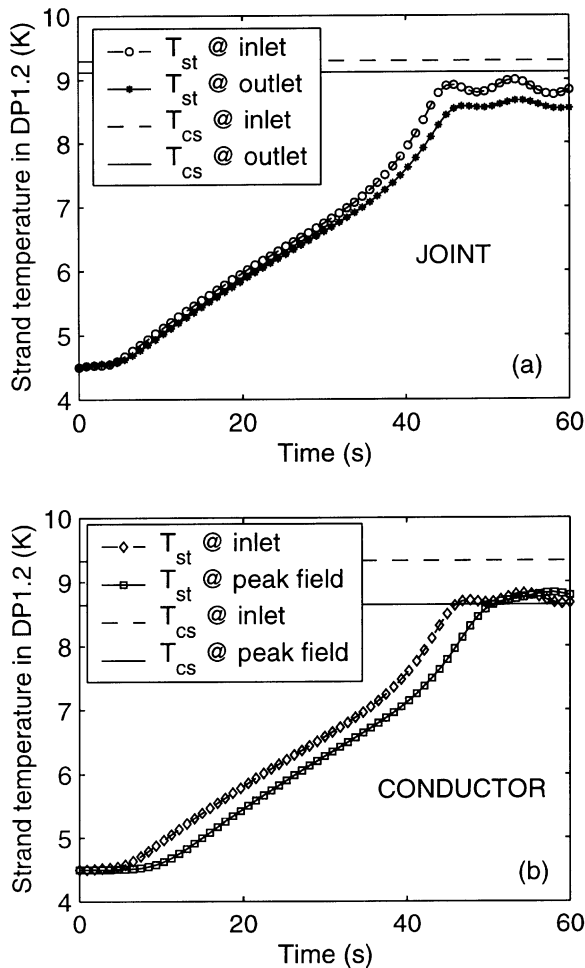 Strand temperature in DP1.2 (K)
10
9
8
7
6
5
4
T_st @ inlet
T_st @ outlet
T_cs @ inlet
T_cs @ outlet
JOINT
(a)
0
20
40
60
Time (s)
Strand temperature in DP1.2 (K)
10
9
8
7
6
5
4
T_st @ inlet
T_st @ peak field
T_cs @ inlet
T_cs @ peak field
CONDUCTOR
(b)
0
20
40
60
Time (s)